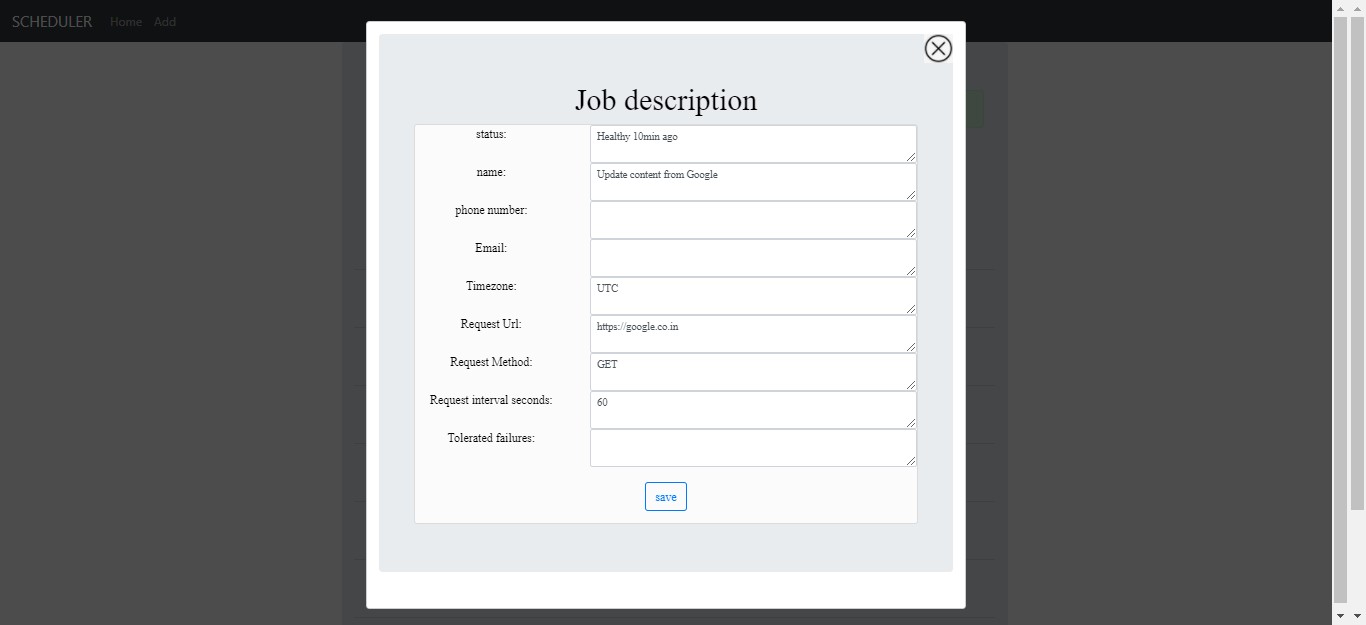 SCHEDULER Home Add
Job description
status: Healthy 10min ago
name: Update content from Google
phone number:
Email:
Timezone: UTC
Request Url: https://google.co.in
Request Method: GET
Request interval seconds: 60
Tolerated failures:
save